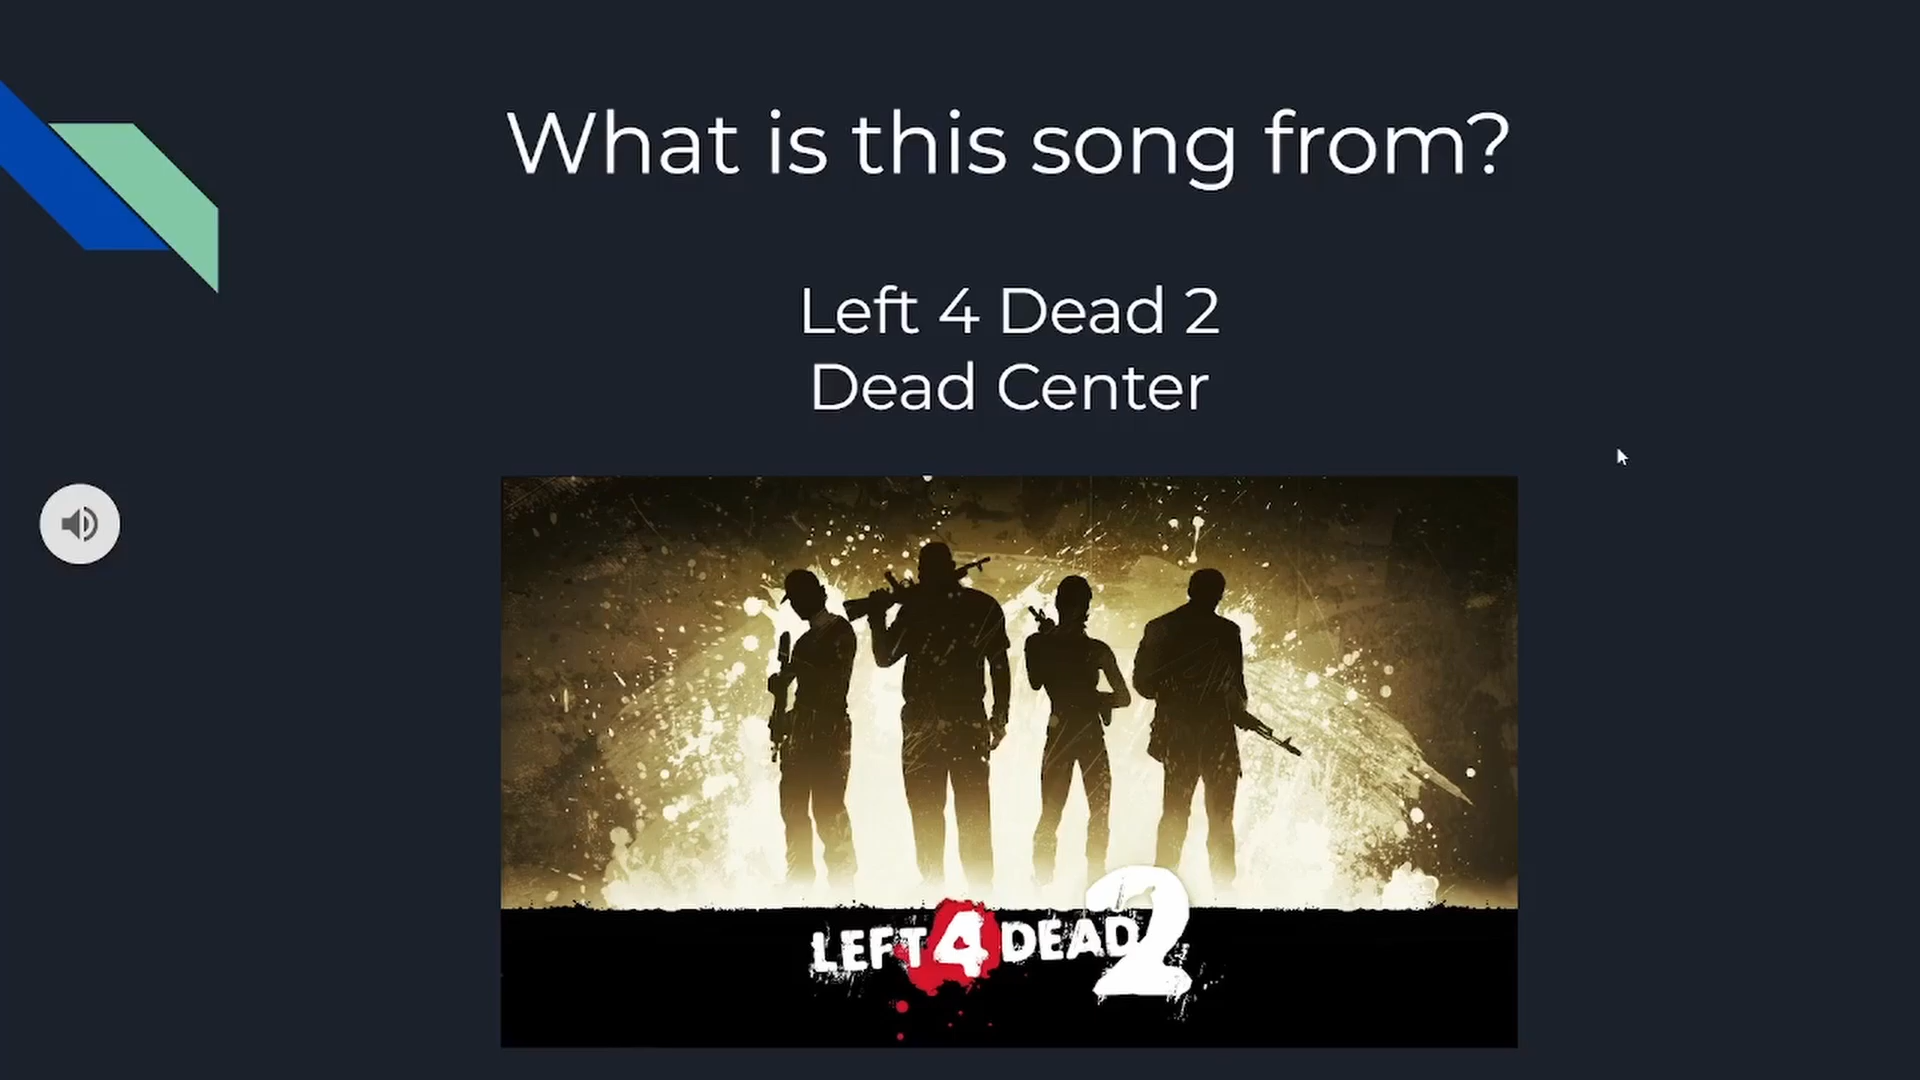 What is this song from?
Left 4 Dead 2
Dead Center
LEFT 4 DEAD 2